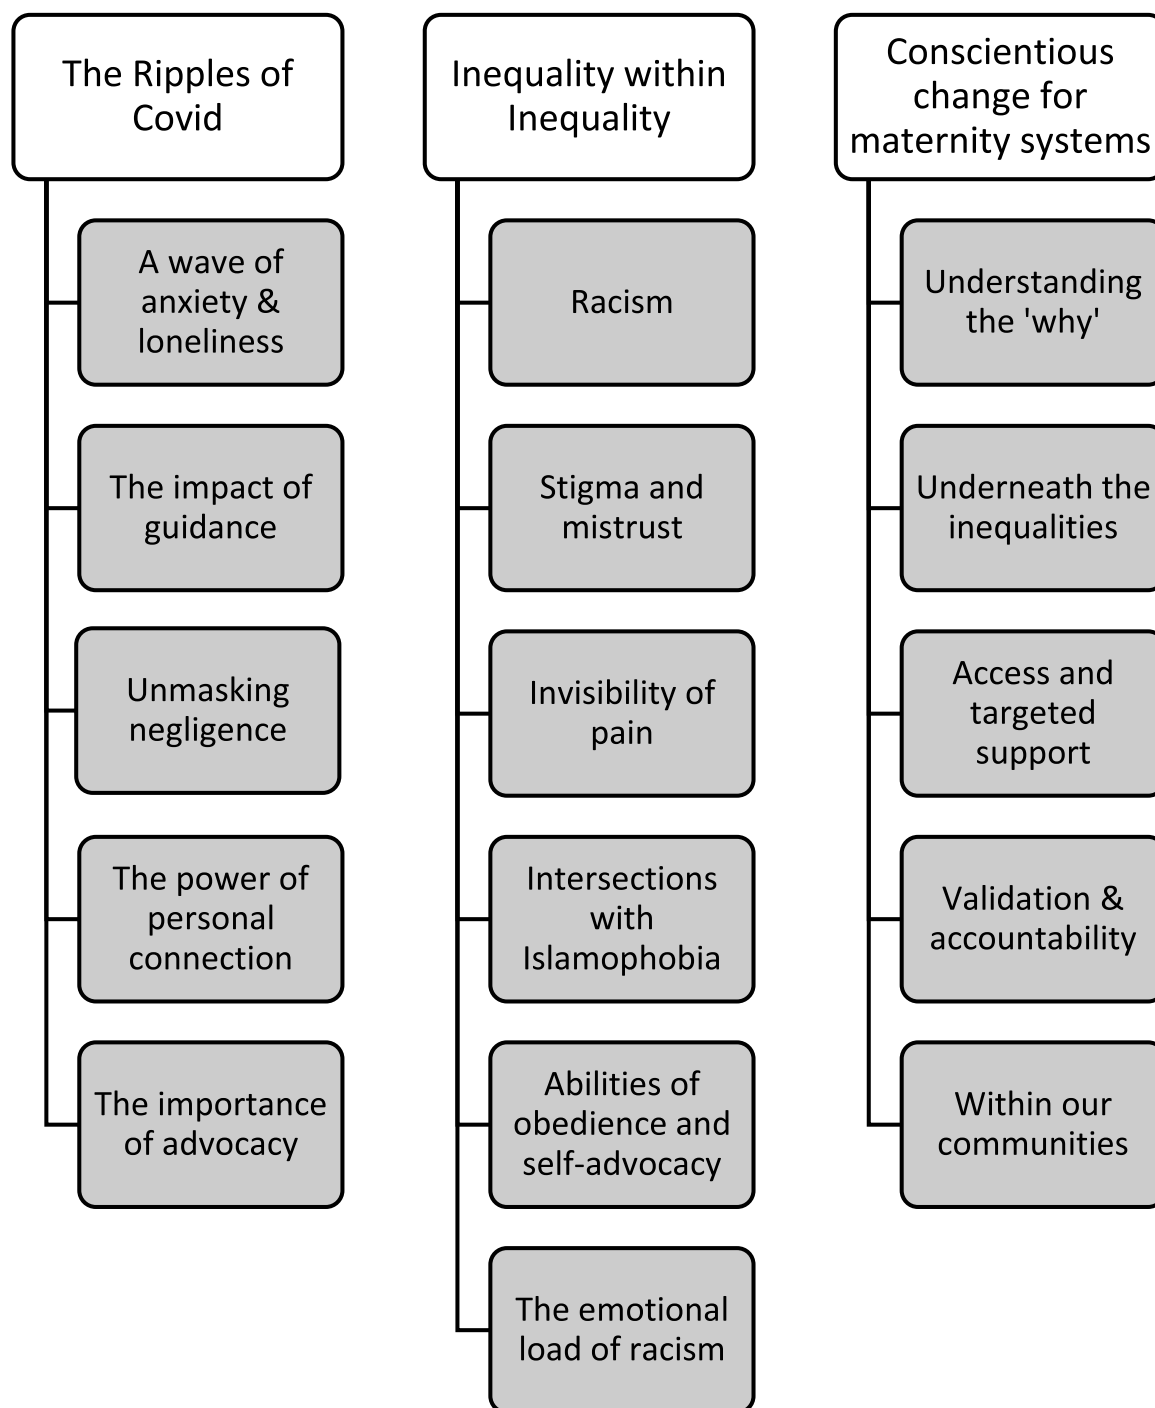 The Ripples of
Covid
A wave of
anxiety &
loneliness
The impact of
guidance
Unmasking
negligence
The power of
personal
connection
The importance
of advocacy
Inequality within
Inequality
Racism
Stigma and
mistrust
Invisibility of
pain
Intersections
with
Islamophobia
Abilities of
obedience and
self-advocacy
The emotional
load of racism
Conscientious
change for
maternity systems
Understanding
the 'why'
Underneath the
inequalities
Access and
targeted
support
Validation &
accountability
Within our
communities